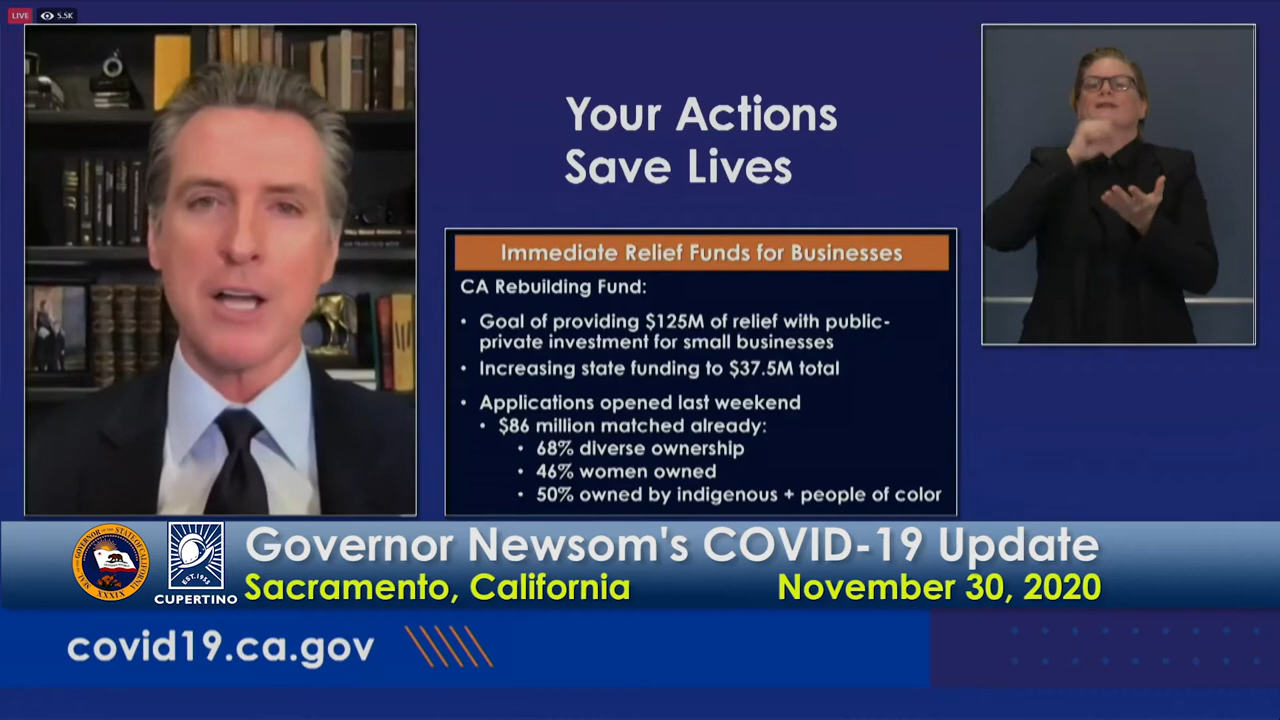 LIVE 5.5K
Your Actions
Save Lives
Immediate Relief Funds for Businesses
CA Rebuilding Fund:
• Goal of providing $125M of relief with public-
private investment for small businesses
• Increasing state funding to $37.5M total
• Applications opened last weekend
• $86 million matched already:
• 68% diverse ownership
• 46% women owned
• 50% owned by indigenous + people of color
EST. 1955
CUPERTINO
Governor Newsom's COVID-19 Update
Sacramento, California
November 30, 2020
covid19.ca.gov